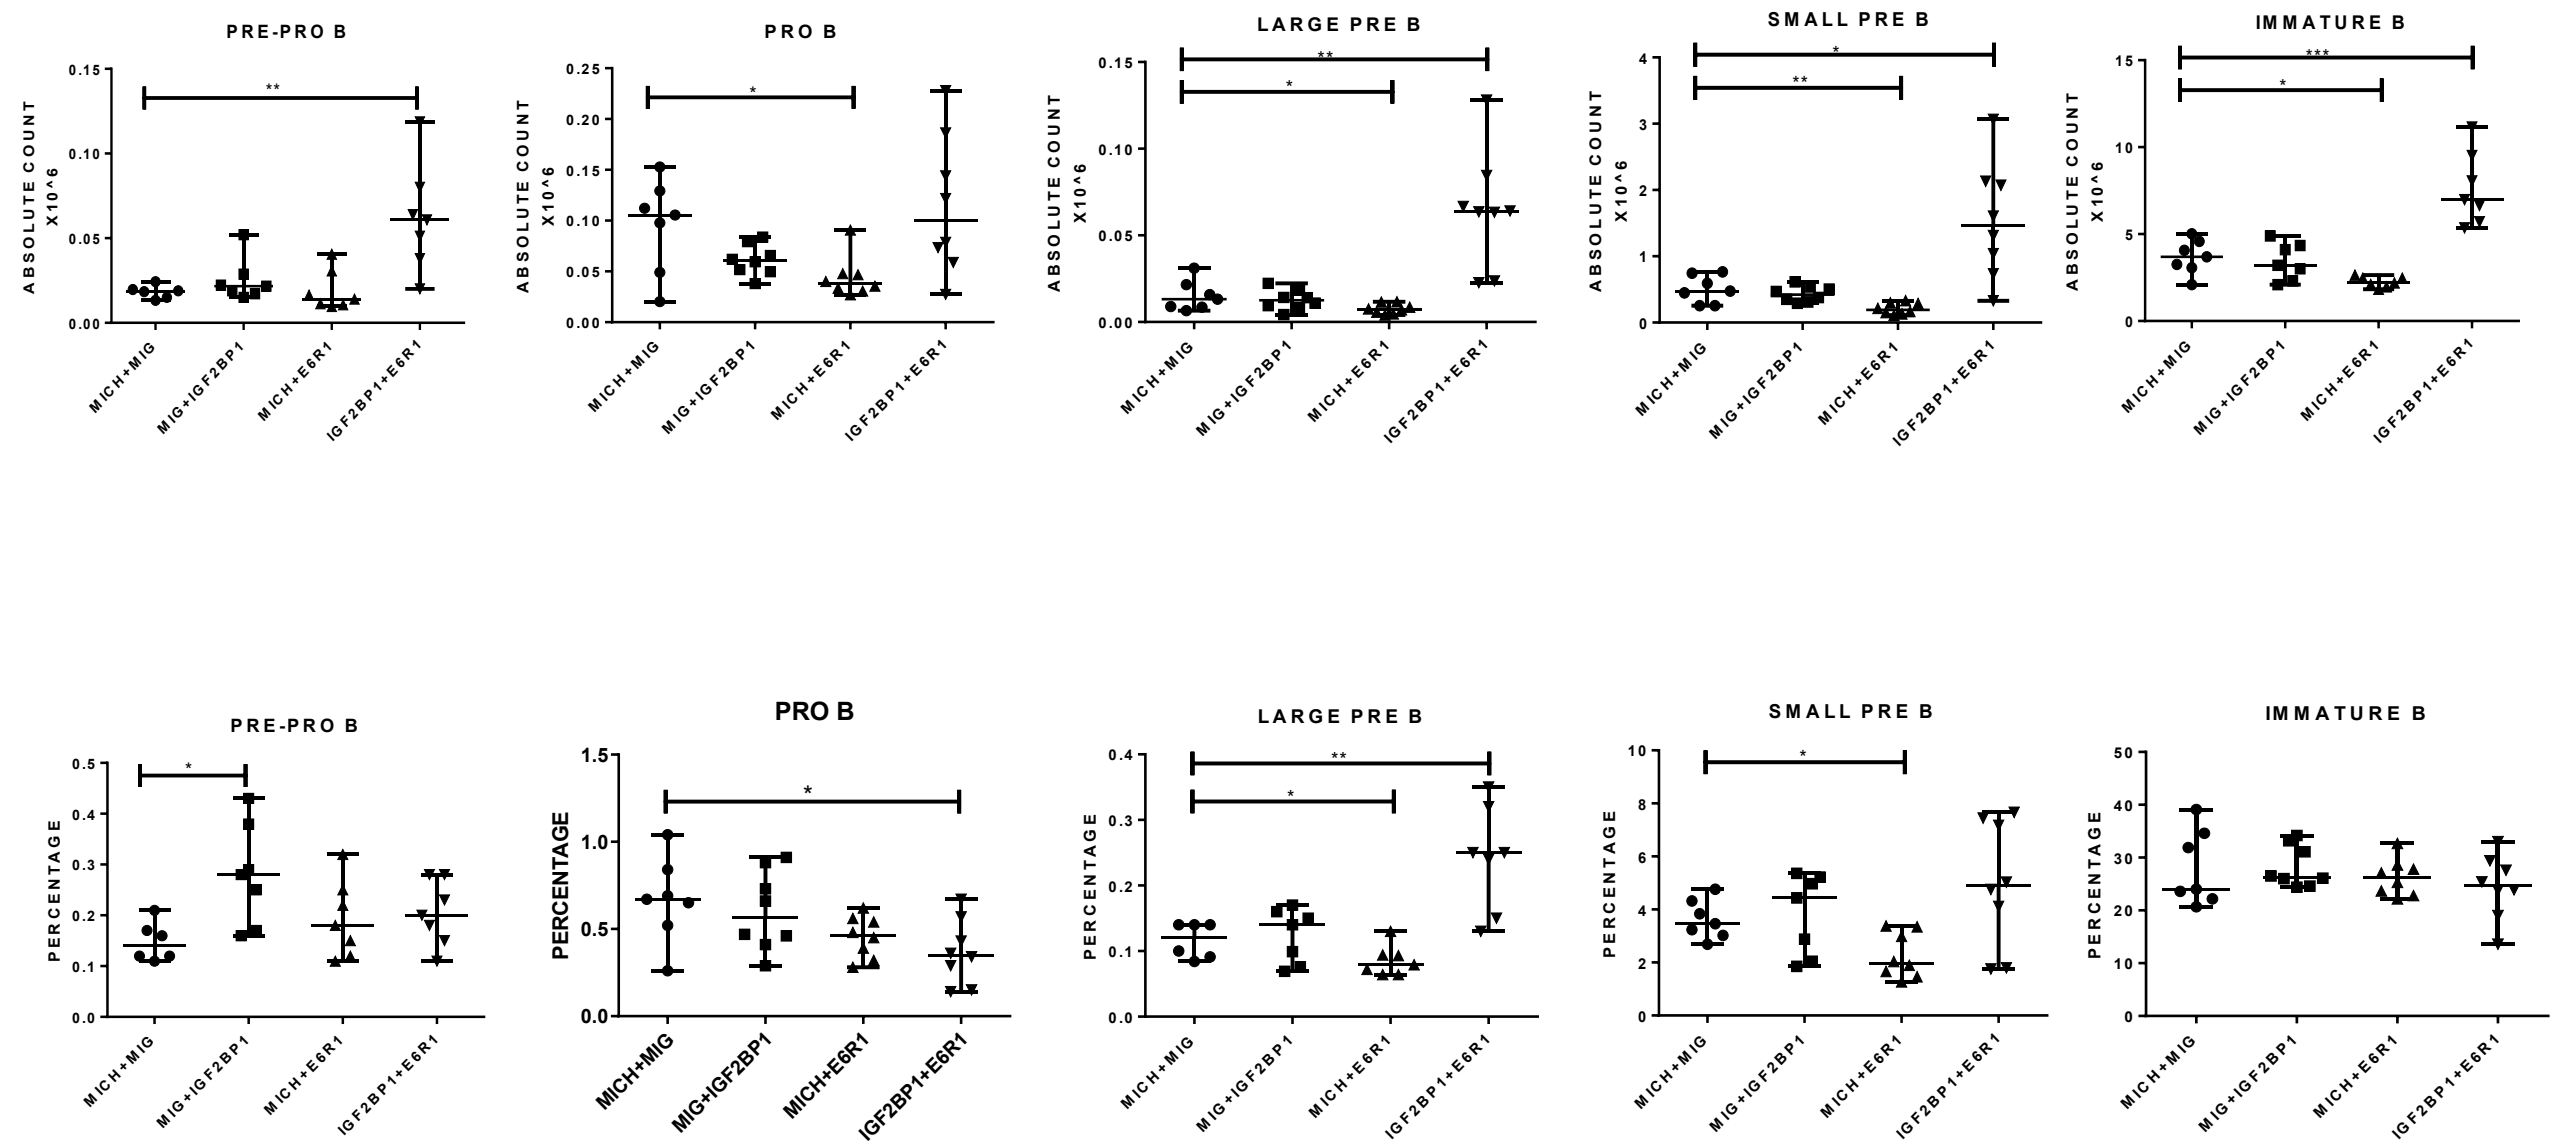 PRE-PRO B
ABSOLUTE COUNT
X10^6
0.15
0.10
0.05
0.00
**
MICH+MIG
MIG+IGF2BP1
MICH+E6R1
IGF2BP1+E6R1
PRO B
ABSOLUTE COUNT
X10^6
0.25
0.20
0.15
0.10
0.05
0.00
*
MICH+MIG
MIG+IGF2BP1
MICH+E6R1
IGF2BP1+E6R1
LARGE PRE B
ABSOLUTE COUNT
X10^6
0.15
0.10
0.05
0.00
**
*
MICH+MIG
MIG+IGF2BP1
MICH+E6R1
IGF2BP1+E6R1
SMALL PRE B
ABSOLUTE COUNT
X10^6
4
3
2
1
0
*
**
MICH+MIG
MIG+IGF2BP1
MICH+E6R1
IGF2BP1+E6R1
IMMATURE B
ABSOLUTE COUNT
X10^6
15
10
5
0
***
*
MICH+MIG
MIG+IGF2BP1
MICH+E6R1
IGF2BP1+E6R1
PRE-PRO B
PERCENTAGE
0.5
0.4
0.3
0.2
0.1
0.0
*
MICH+MIG
MIG+IGF2BP1
MICH+E6R1
IGF2BP1+E6R1
PRO B
PERCENTAGE
1.5
1.0
0.5
0.0
*
MICH+MIG
MIG+IGF2BP1
MICH+E6R1
IGF2BP1+E6R1
LARGE PRE B
PERCENTAGE
0.4
0.3
0.2
0.1
0.0
**
*
MICH+MIG
MIG+IGF2BP1
MICH+E6R1
IGF2BP1+E6R1
SMALL PRE B
PERCENTAGE
10
8
6
4
2
0
*
MICH+MIG
MIG+IGF2BP1
MICH+E6R1
IGF2BP1+E6R1
IMMATURE B
PERCENTAGE
50
40
30
20
10
0
MICH+MIG
MIG+IGF2BP1
MICH+E6R1
IGF2BP1+E6R1